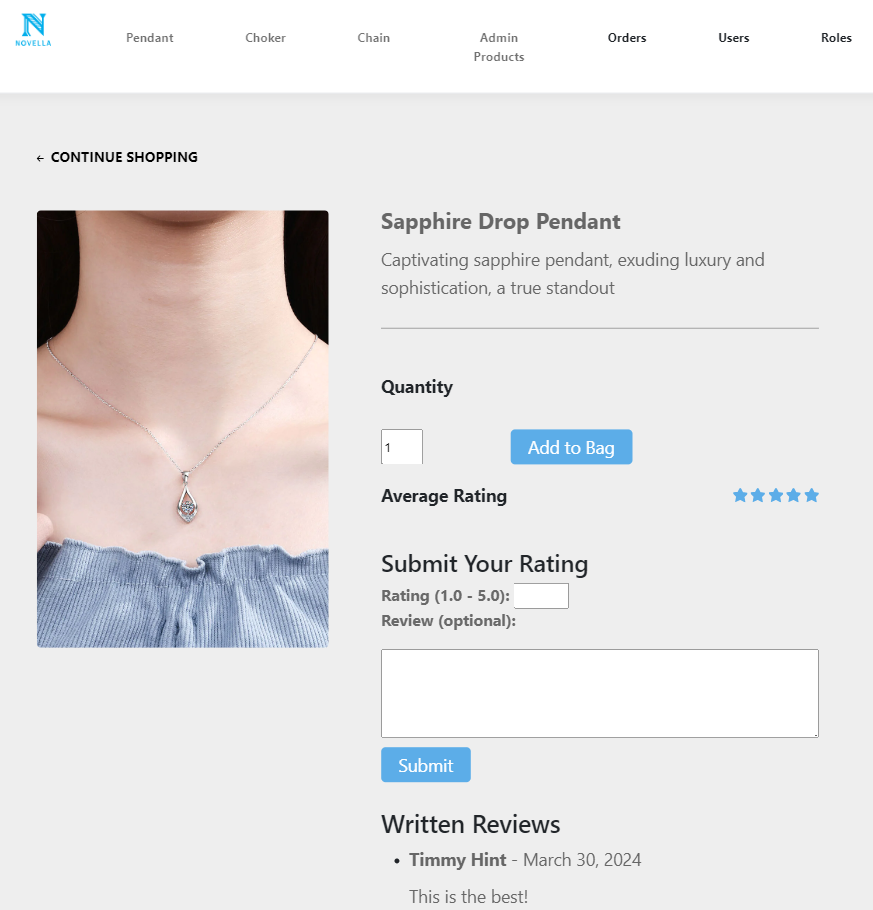 NOVELLA
Pendant
Choker
Chain
Admin
Products
Orders
Users
Roles
← CONTINUE SHOPPING
Sapphire Drop Pendant
Captivating sapphire pendant, exuding luxury and
sophistication, a true standout
Quantity
1
Add to Bag
Average Rating
Submit Your Rating
Rating (1.0 - 5.0):
Review (optional):
Submit
Written Reviews
• Timmy Hint - March 30, 2024
This is the best!